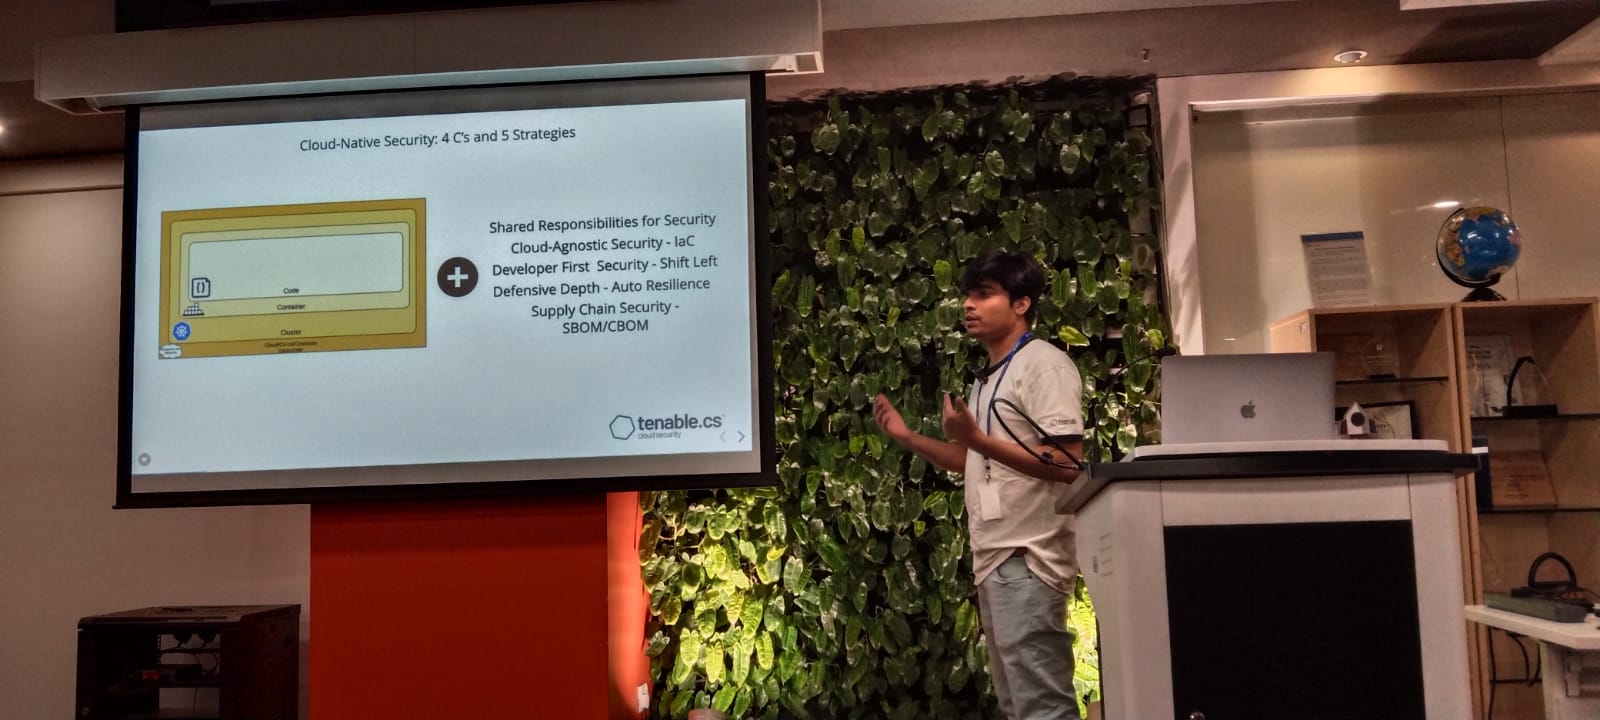 Cloud-Native Security: 4 C's and 5 Strategies
Code
Container
Cluster
Shared Responsibilities for Security
Cloud-Agnostic Security - IaC
Developer First Security - Shift Left
Defensive Depth - Auto Resilience
Supply Chain Security -
SBOM/CBOM
tenable.cs
cloud security